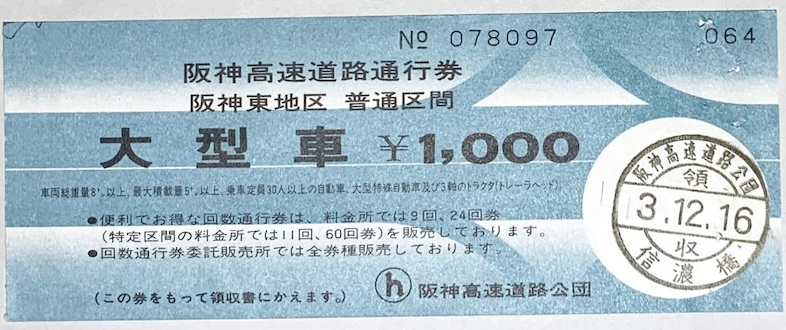 № 078097 064
阪神高速道路通行券
阪神東地区 普通区間
大型車 ¥1,000
車両総重量8㌧以上、最大積載量5㌧以上、乗車定員30人以上の自動車、大型特殊自動車及び3軸のトラクタ(トレーラヘッド)。
●便利でお得な回数通行券は、料金所では9回、24回券
(特定区間の料金所では11回、60回券)を販売しております。
●回数通行券委託販売所では全券種販売しております。
(この券をもって領収書にかえます。) ⓗ 阪神高速道路公団
阪神高速道路公団
領
3.12.16
収
信濃橋